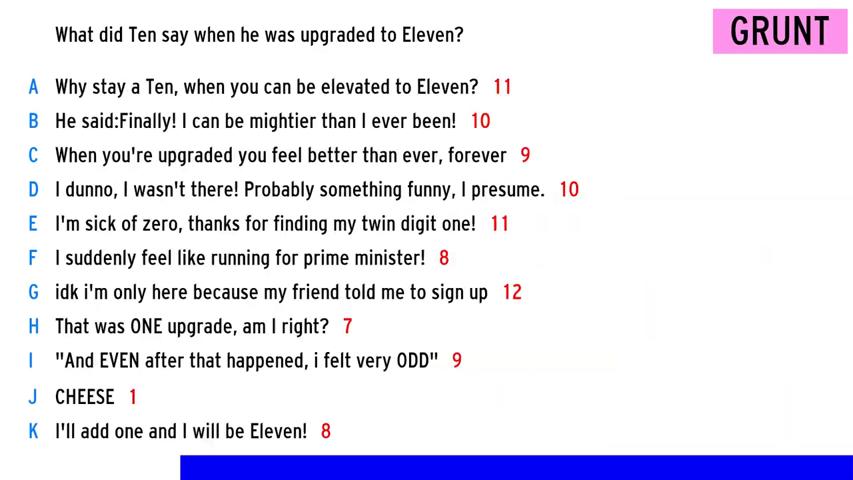 What did Ten say when he was upgraded to Eleven?
GRUNT
A Why stay a Ten, when you can be elevated to Eleven? 11
B He said:Finally! I can be mightier than I ever been! 10
C When you're upgraded you feel better than ever, forever 9
D I dunno, I wasn't there! Probably something funny, I presume. 10
E I'm sick of zero, thanks for finding my twin digit one! 11
F I suddenly feel like running for prime minister! 8
G idk i'm only here because my friend told me to sign up 12
H That was ONE upgrade, am I right? 7
I "And EVEN after that happened, i felt very ODD" 9
J CHEESE 1
K I'll add one and I will be Eleven! 8